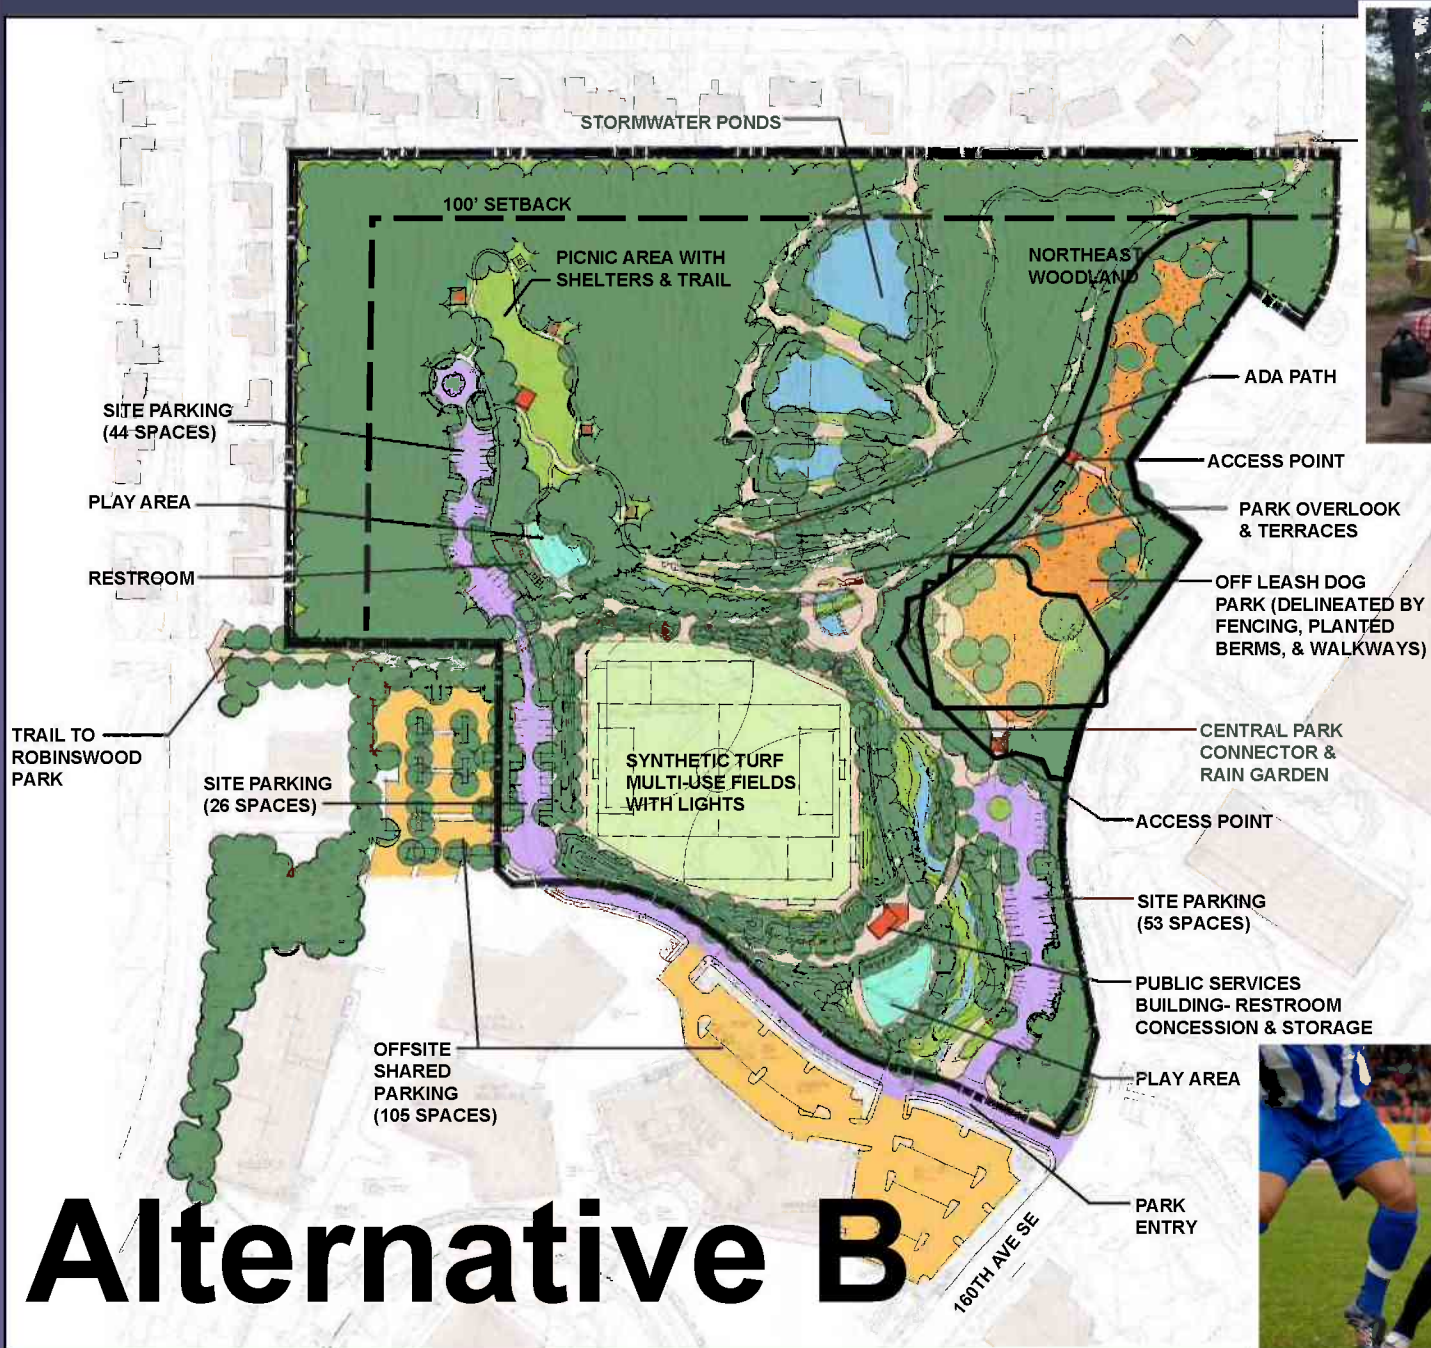 STORMWATER PONDS
100' SETBACK
PICNIC AREA WITH
SHELTERS & TRAIL
NORTHEAST
WOODLAND
ADA PATH
SITE PARKING
(44 SPACES)
ACCESS POINT
PLAY AREA
PARK OVERLOOK
& TERRACES
RESTROOM
OFF LEASH DOG
PARK (DELINEATED BY
FENCING, PLANTED
BERMS, & WALKWAYS)
TRAIL TO
ROBINSWOOD
PARK
CENTRAL PARK
CONNECTOR &
RAIN GARDEN
SYNTHETIC TURF
MULTI-USE FIELDS
WITH LIGHTS
SITE PARKING
(26 SPACES)
ACCESS POINT
SITE PARKING
(53 SPACES)
PUBLIC SERVICES
BUILDING- RESTROOM
CONCESSION & STORAGE
OFFSITE
SHARED
PARKING
(105 SPACES)
PLAY AREA
PARK
ENTRY
160TH AVE SE
Alternative B